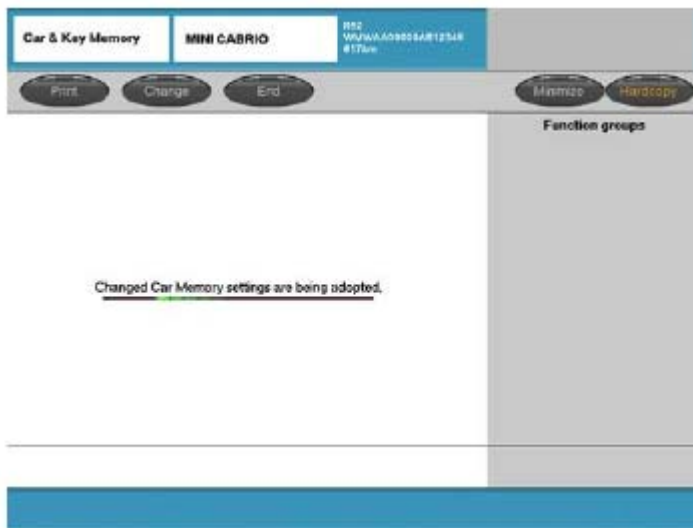 Car & Key Memory
MINI CABRIO
R52
617km
Print
Change
End
Minimize
Hardcopy
Function groups
Changed Car Memory settings are being adopted.